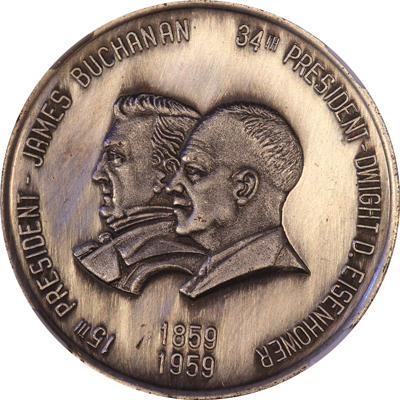 15TH PRESIDENT - JAMES BUCHANAN
34TH PRESIDENT - DWIGHT D. EISENHOWER
1859
1959